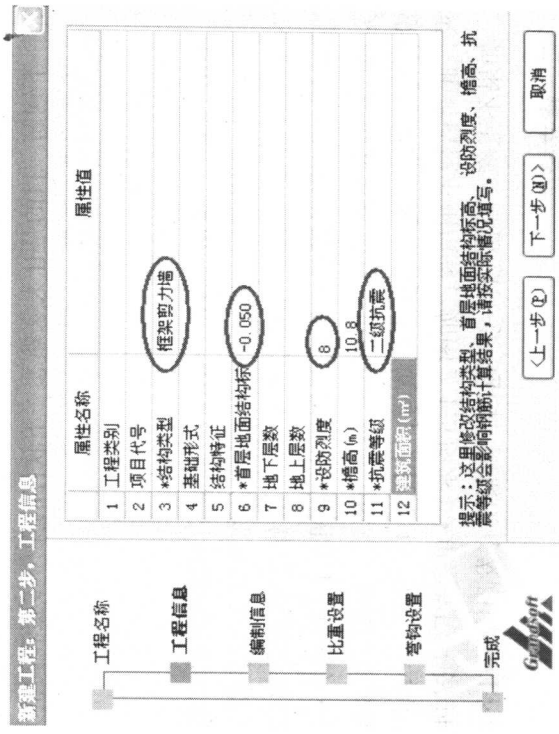 新建工程：第二步，工程信息
工程名称
工程信息
编制信息
比重设置
弯钩设置
完成
Grandsoft
属性名称 属性值
1 工程类别
2 项目代号
3 *结构类型 框架剪力墙
4 基础形式
5 结构特征
6 *首层地面结构标 -0.050
7 地下层数
8 地上层数
9 *设防烈度 8
10 *檐高(m) 10.8
11 *抗震等级 二级抗震
12 建筑面积(m²)
提示：这里修改结构类型、首层地面结构标高、设防烈度、檐高、抗
震等级会影响钢筋计算结果，请按实际情况填写。
<上一步(P) 下一步(N)> 取消